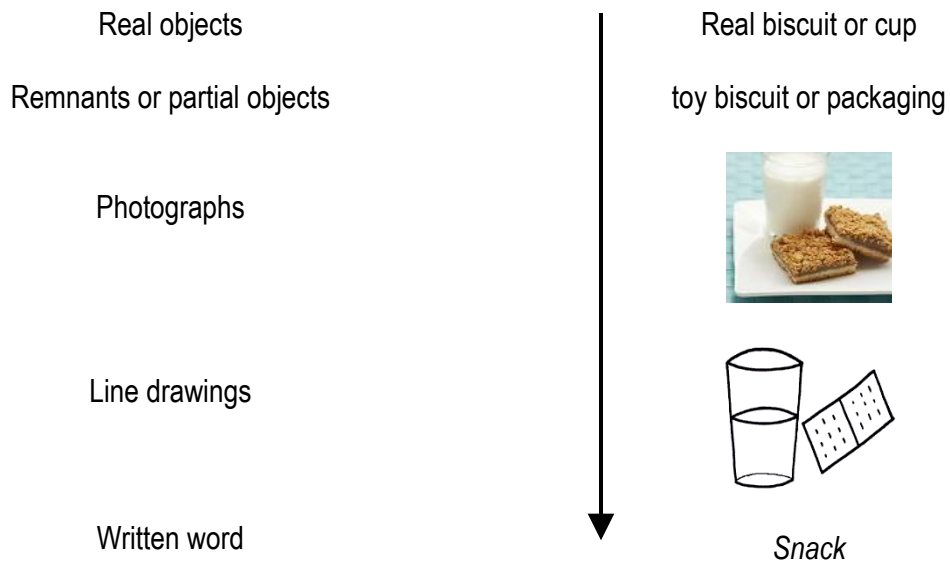 Real objects
Real biscuit or cup
Remnants or partial objects
toy biscuit or packaging
Photographs
Line drawings
Written word
Snack